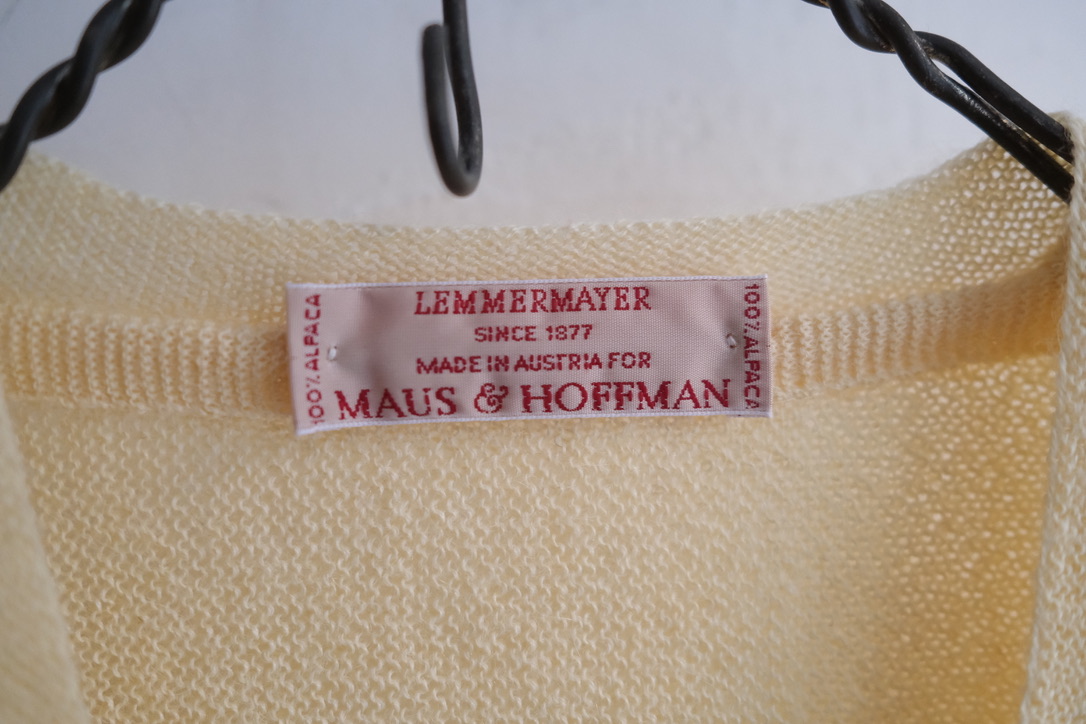 LEMMERMAYER
SINCE 1877
MADE IN AUSTRIA FOR
MAUS & HOFFMAN
100% ALPACA
100% ALPACA